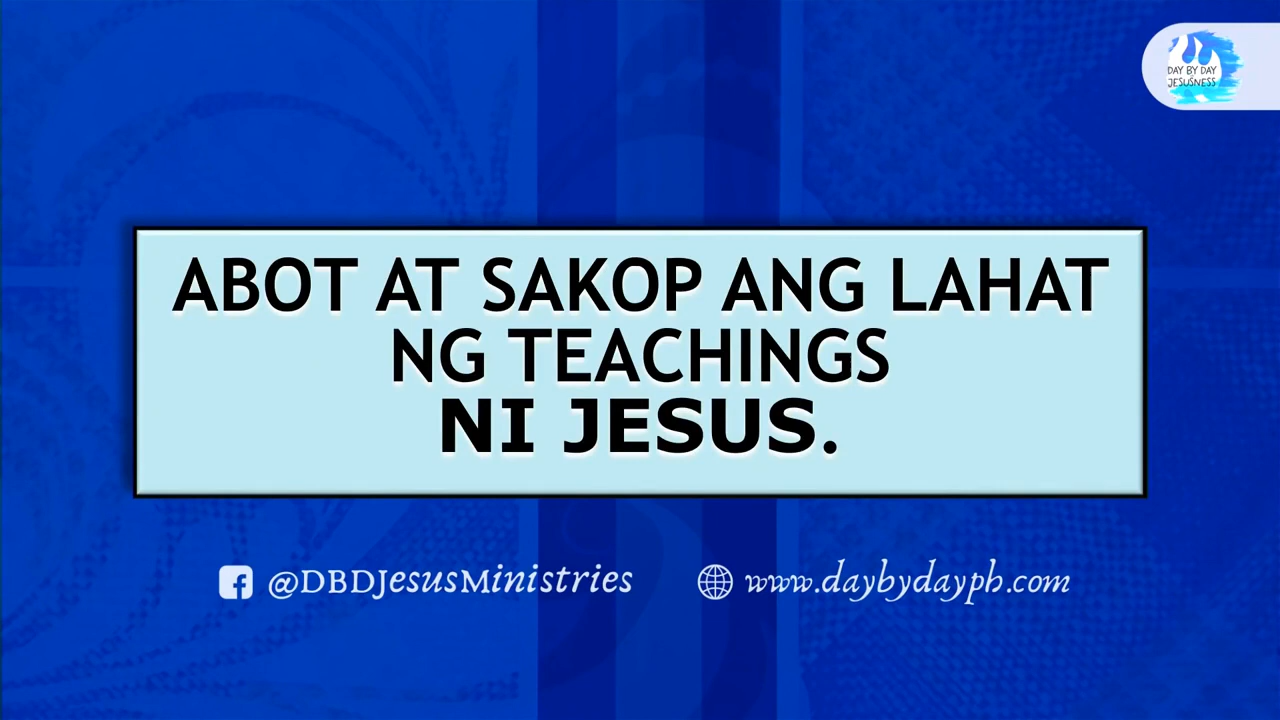 DAY BY DAY
JESUSNESS
ABOT AT SAKOP ANG LAHAT
NG TEACHINGS
NI JESUS.
@DBDJesusMinistries
www.daybydayph.com